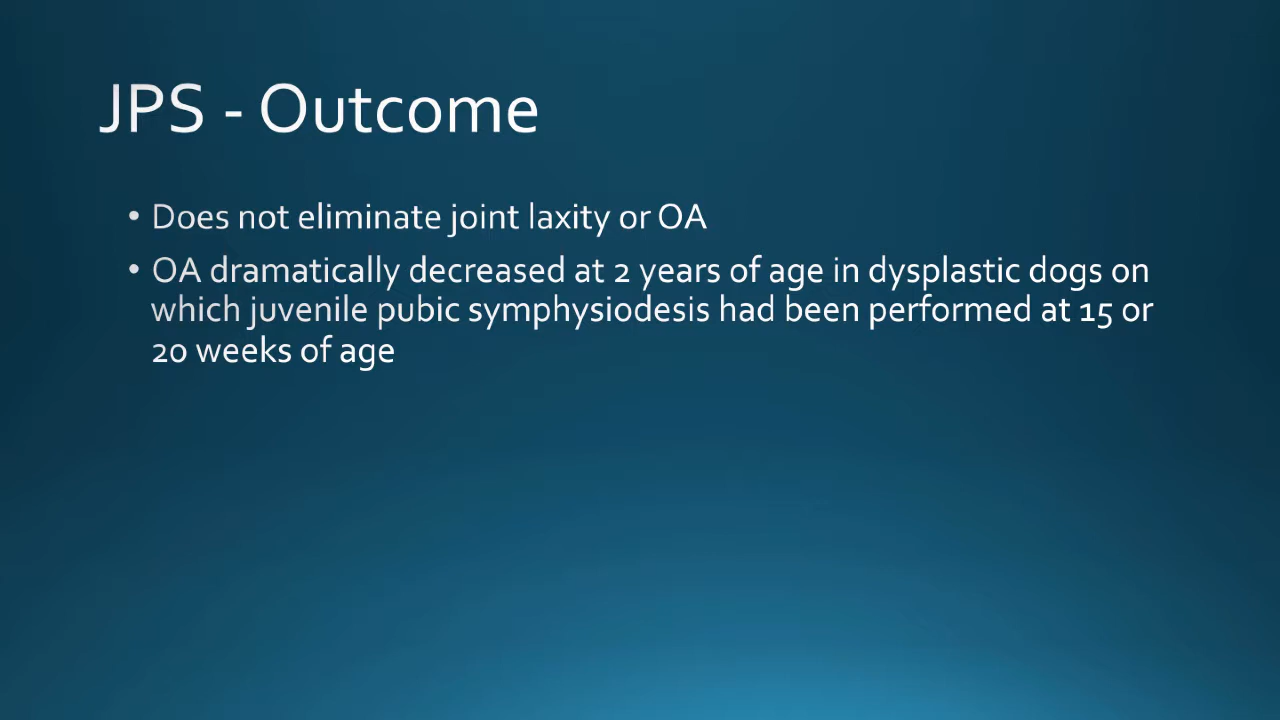 JPS - Outcome
• Does not eliminate joint laxity or OA
• OA dramatically decreased at 2 years of age in dysplastic dogs on
which juvenile pubic symphysiodesis had been performed at 15 or
20 weeks of age